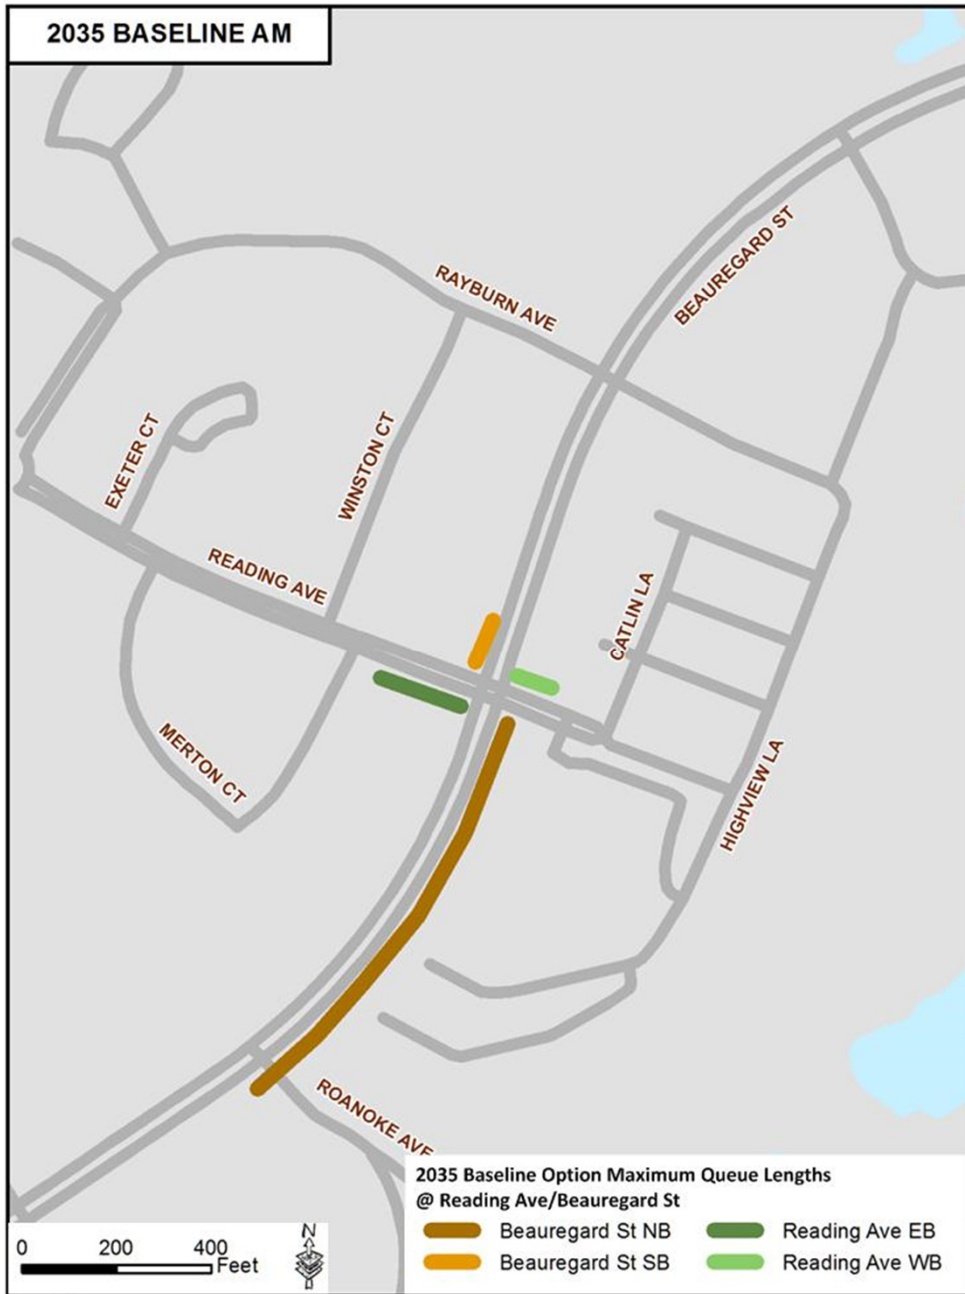 2035 BASELINE AM
BEAUREGARD ST
RAYBURN AVE
EXETER CT
WINSTON CT
READING AVE
CATLIN LA
MERTON CT
HIGHVIEW LA
ROANOKE AVE
2035 Baseline Option Maximum Queue Lengths
@ Reading Ave/Beauregard St
Beauregard St NB
Reading Ave EB
Beauregard St SB
Reading Ave WB
0 200 400
Feet
N